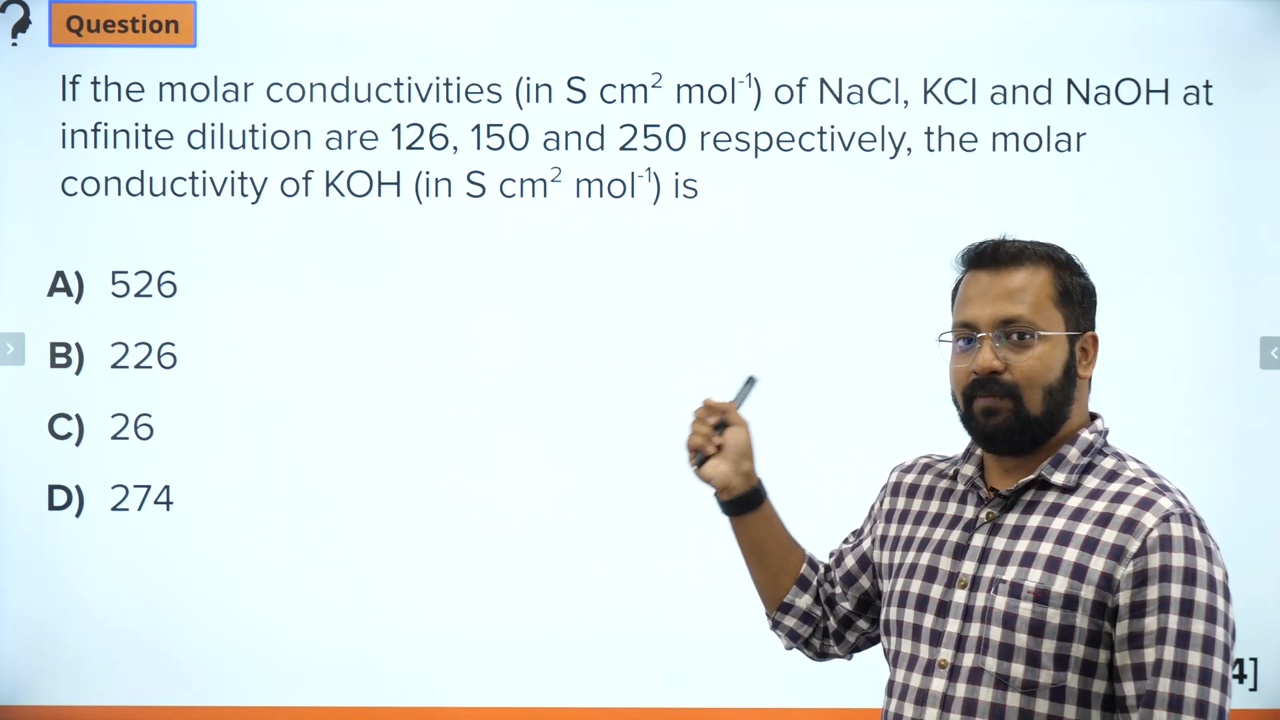 Question
If the molar conductivities (in S cm² mol⁻¹) of NaCl, KCl and NaOH at
infinite dilution are 126, 150 and 250 respectively, the molar
conductivity of KOH (in S cm² mol⁻¹) is
A) 526
B) 226
C) 26
D) 274
4]